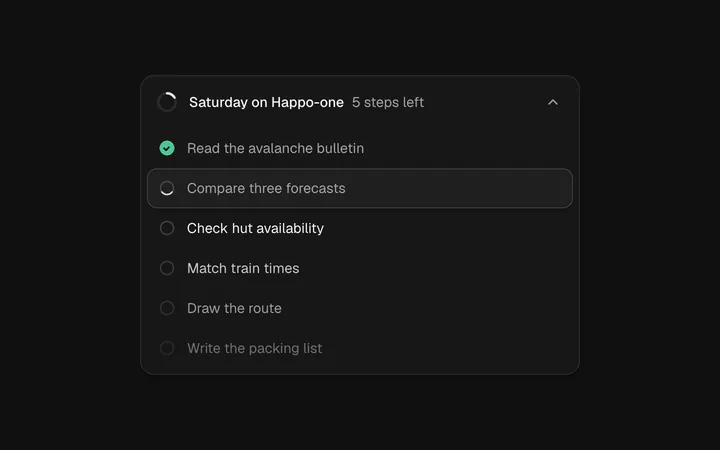 Saturday on Happo-one 5 steps left
Read the avalanche bulletin
Compare three forecasts
Check hut availability
Match train times
Draw the route
Write the packing list